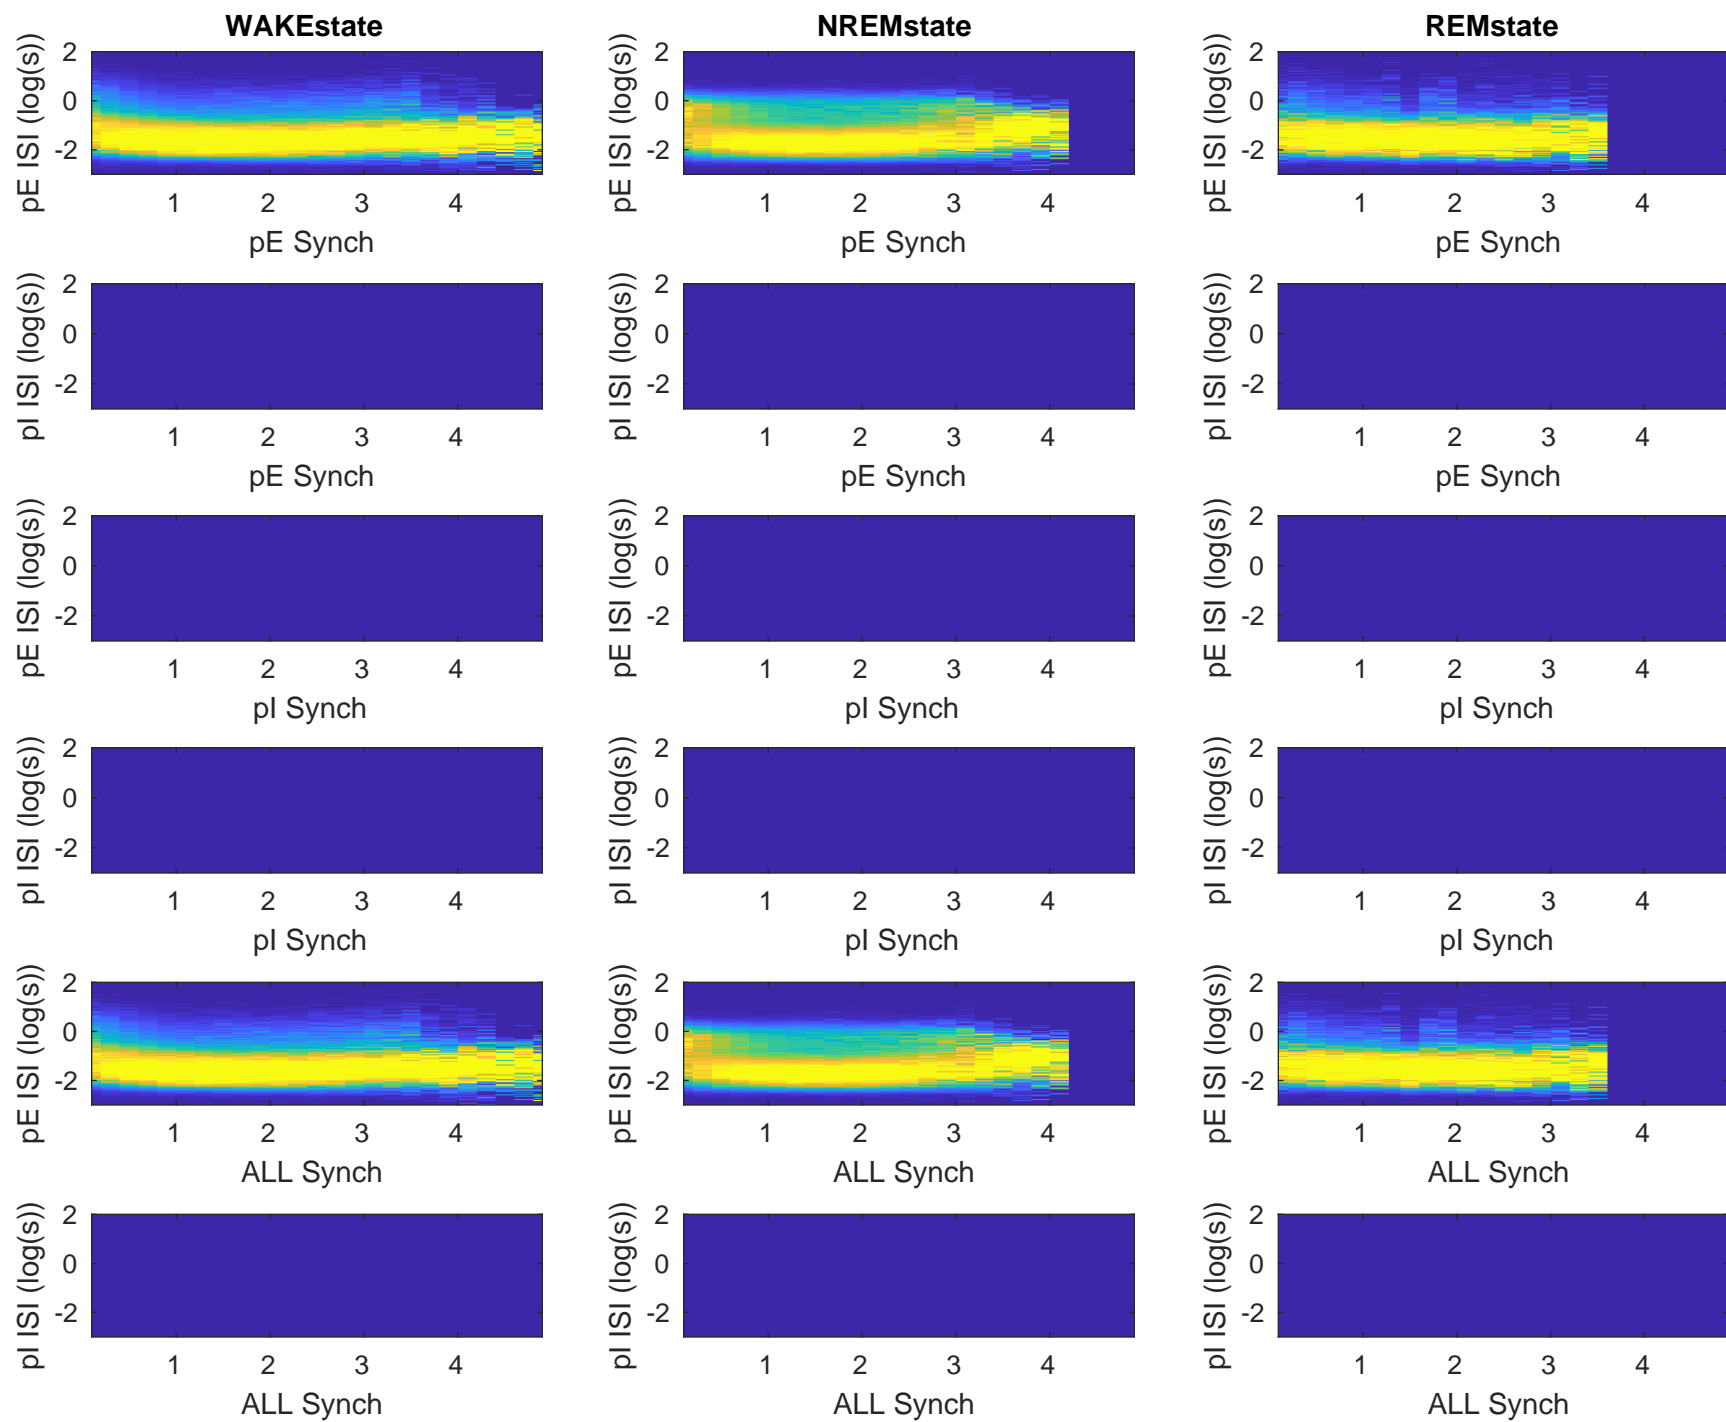 WAKEstate NREMstate REMstate
pE ISI (log(s)) 2 0 -2 pE ISI (log(s)) 2 0 -2 pE ISI (log(s)) 2 0 -2
1 2 3 4 1 2 3 4 1 2 3 4
pE Synch pE Synch pE Synch
pI ISI (log(s)) 2 0 -2 pI ISI (log(s)) 2 0 -2 pI ISI (log(s)) 2 0 -2
1 2 3 4 1 2 3 4 1 2 3 4
pE Synch pE Synch pE Synch
pE ISI (log(s)) 2 0 -2 pE ISI (log(s)) 2 0 -2 pE ISI (log(s)) 2 0 -2
1 2 3 4 1 2 3 4 1 2 3 4
pI Synch pI Synch pI Synch
pI ISI (log(s)) 2 0 -2 pI ISI (log(s)) 2 0 -2 pI ISI (log(s)) 2 0 -2
1 2 3 4 1 2 3 4 1 2 3 4
pI Synch pI Synch pI Synch
pE ISI (log(s)) 2 0 -2 pE ISI (log(s)) 2 0 -2 pE ISI (log(s)) 2 0 -2
1 2 3 4 1 2 3 4 1 2 3 4
ALL Synch ALL Synch ALL Synch
pI ISI (log(s)) 2 0 -2 pI ISI (log(s)) 2 0 -2 pI ISI (log(s)) 2 0 -2
1 2 3 4 1 2 3 4 1 2 3 4
ALL Synch ALL Synch ALL Synch